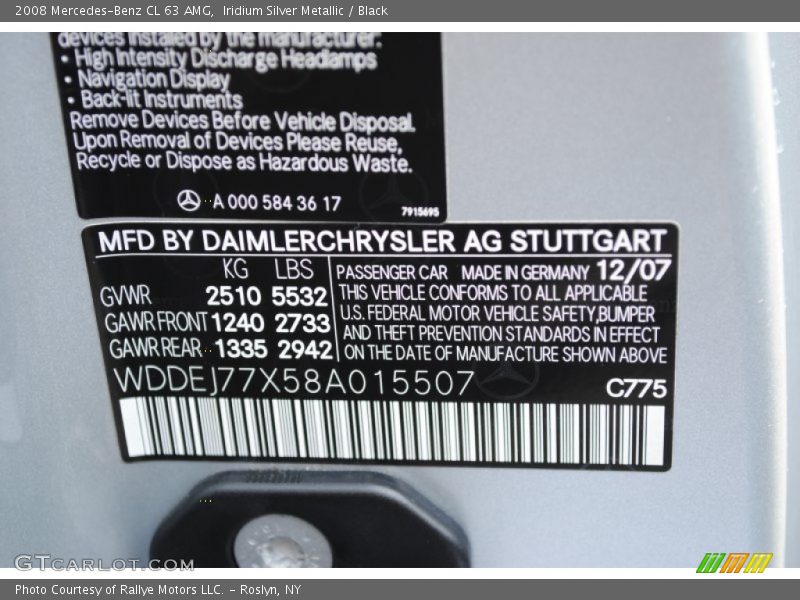 2008 Mercedes-Benz CL 63 AMG, Iridium Silver Metallic / Black
devices installed by the manufacturer:
• High Intensity Discharge Headlamps
• Navigation Display
• Back-lit Instruments
Remove Devices Before Vehicle Disposal.
Upon Removal of Devices Please Reuse,
Recycle or Dispose as Hazardous Waste.
A 000 584 36 17
7915695
MFD BY DAIMLERCHRYSLER AG STUTTGART
KG LBS
GVWR 2510 5532
GAWR FRONT 1240 2733
GAWR REAR 1335 2942
PASSENGER CAR MADE IN GERMANY 12/07
THIS VEHICLE CONFORMS TO ALL APPLICABLE
U.S. FEDERAL MOTOR VEHICLE SAFETY,BUMPER
AND THEFT PREVENTION STANDARDS IN EFFECT
ON THE DATE OF MANUFACTURE SHOWN ABOVE
WDDEJ77X58A015507
C775
GTCARLOT.COM
Photo Courtesy of Rallye Motors LLC. - Roslyn, NY